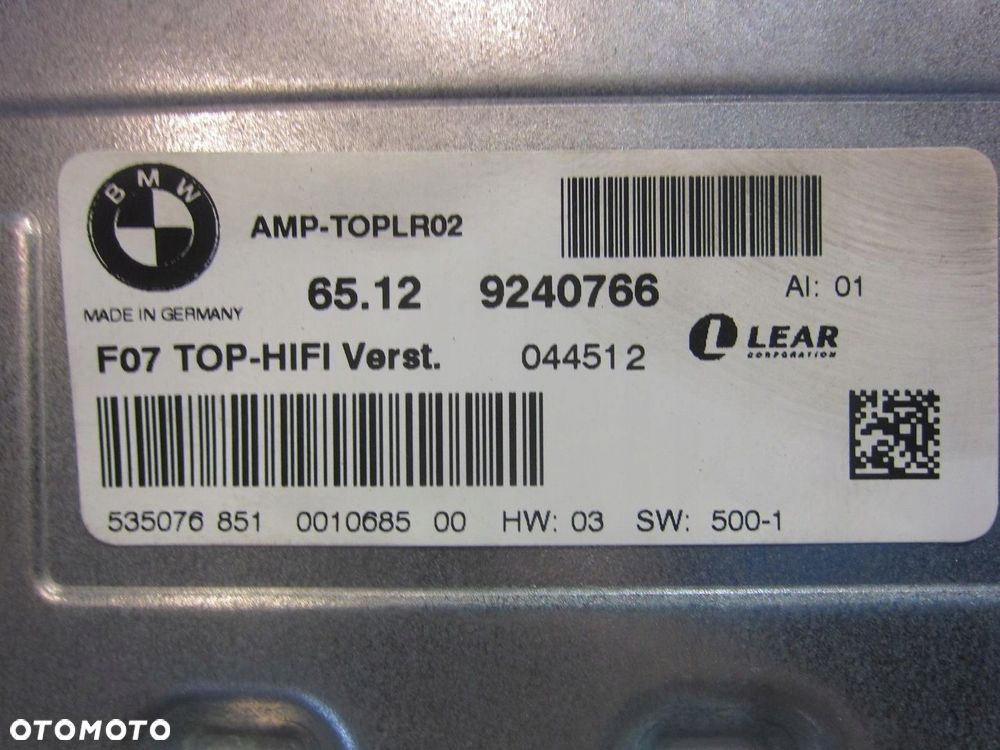 BMW
AMP-TOPLR02
65.12 9240766 AI: 01
MADE IN GERMANY
F07 TOP-HIFI Verst. 044512 LEAR
CORPORATION
535076 851 0010685 00 HW: 03 SW: 500-1
OTOMOTO